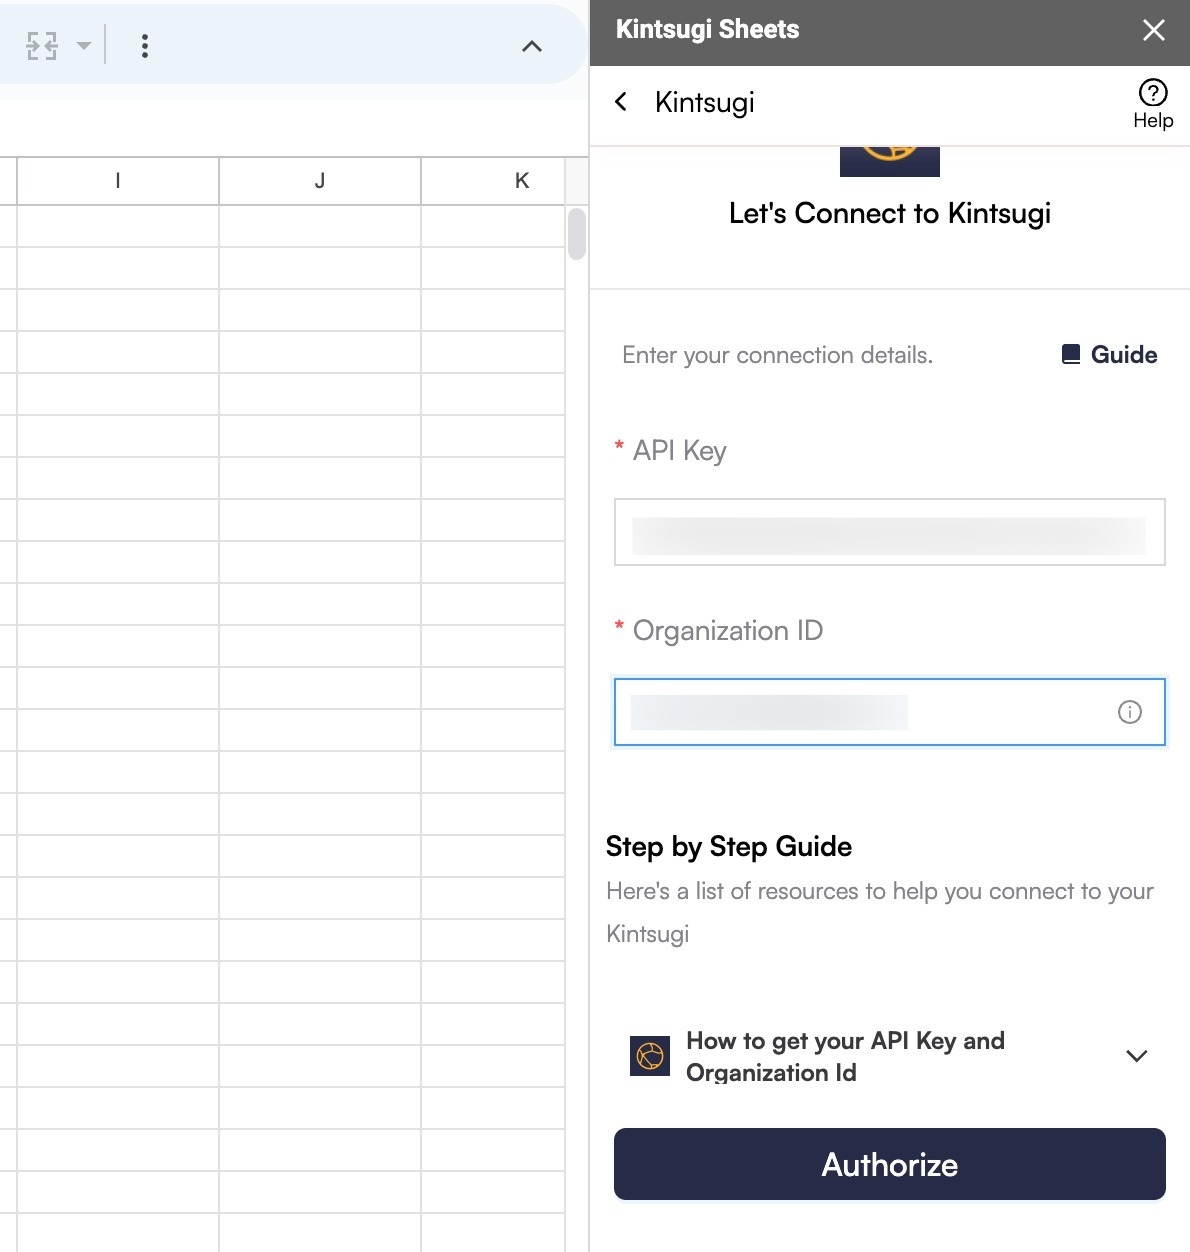 Kintsugi Sheets
Kintsugi
Help
I J K
Let's Connect to Kintsugi
Enter your connection details.
Guide
* API Key
* Organization ID
Step by Step Guide
Here's a list of resources to help you connect to your
Kintsugi
How to get your API Key and
Organization Id
Authorize